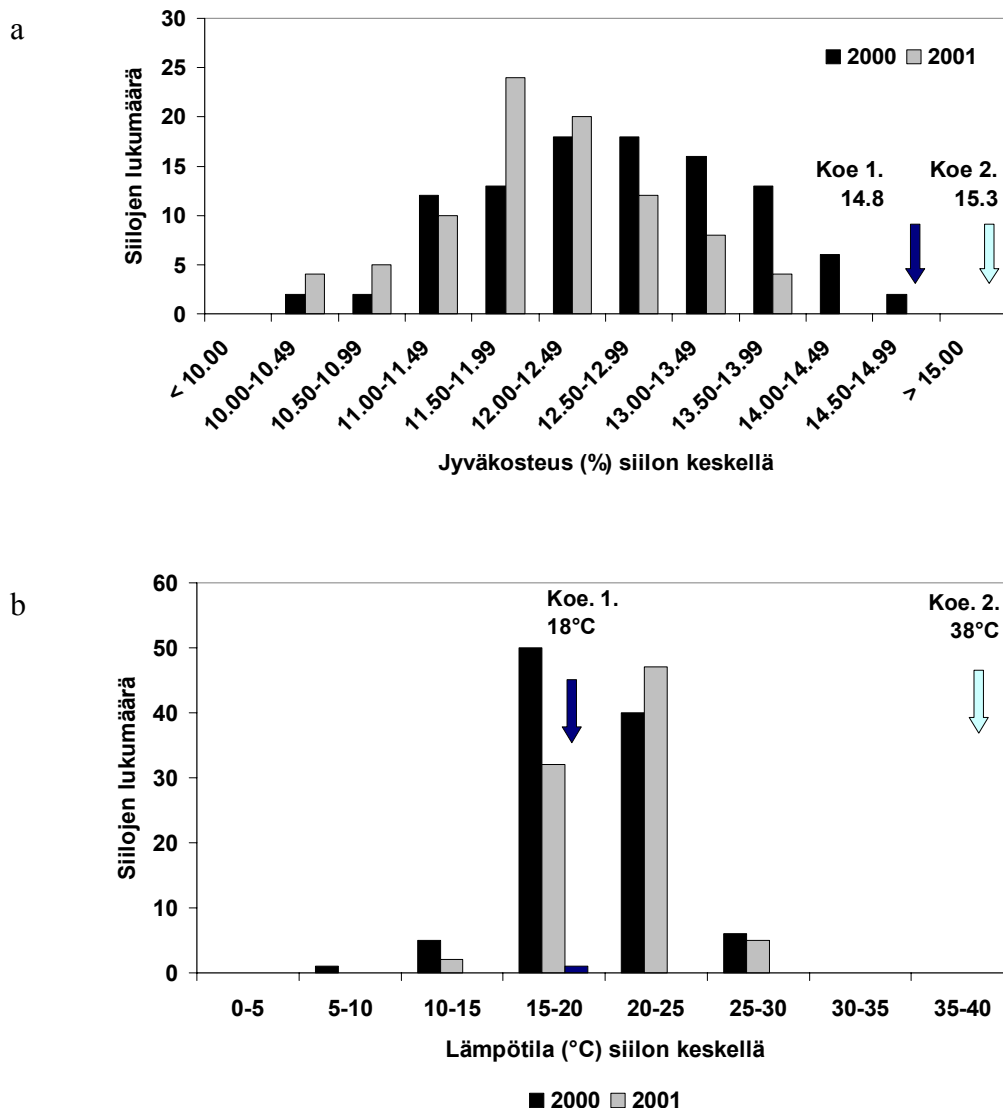 a
30
25
20
15
10
5
0
Siilojen lukumäärä
2000 2001
Koe 1.
14.8
Koe 2.
15.3
< 10.00
10.00-10.49
10.50-10.99
11.00-11.49
11.50-11.99
12.00-12.49
12.50-12.99
13.00-13.49
13.50-13.99
14.00-14.49
14.50-14.99
> 15.00
Jyväkosteus (%) siilon keskellä
b
60
50
40
30
20
10
0
Siilojen lukumäärä
Koe. 1.
18°C
Koe. 2.
38°C
0-5 5-10 10-15 15-20 20-25 25-30 30-35 35-40
Lämpötila (°C) siilon keskellä
2000 2001